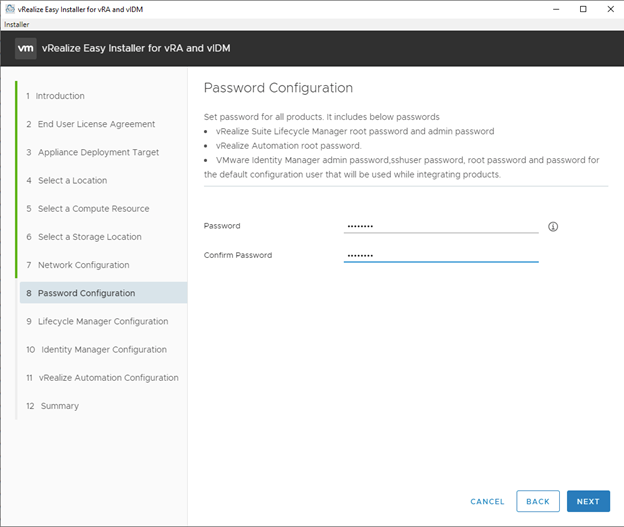 vRealize Easy Installer for vRA and vIDM
Installer
vm vRealize Easy Installer for vRA and vIDM
1 Introduction
2 End User License Agreement
3 Appliance Deployment Target
4 Select a Location
5 Select a Compute Resource
6 Select a Storage Location
7 Network Configuration
8 Password Configuration
9 Lifecycle Manager Configuration
10 Identity Manager Configuration
11 vRealize Automation Configuration
12 Summary
Password Configuration
Set password for all products. It includes below passwords
• vRealize Suite Lifecycle Manager root password and admin password
• vRealize Automation root password.
• VMware Identity Manager admin password,sshuser password, root password and password for
the default configuration user that will be used while integrating products.
Password ••••••••
Confirm Password ••••••••
CANCEL BACK NEXT